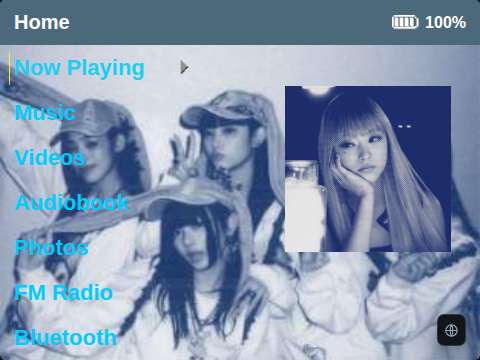 Home
100%
Now Playing
Music
Videos
Audiobook
Photos
FM Radio
Bluetooth